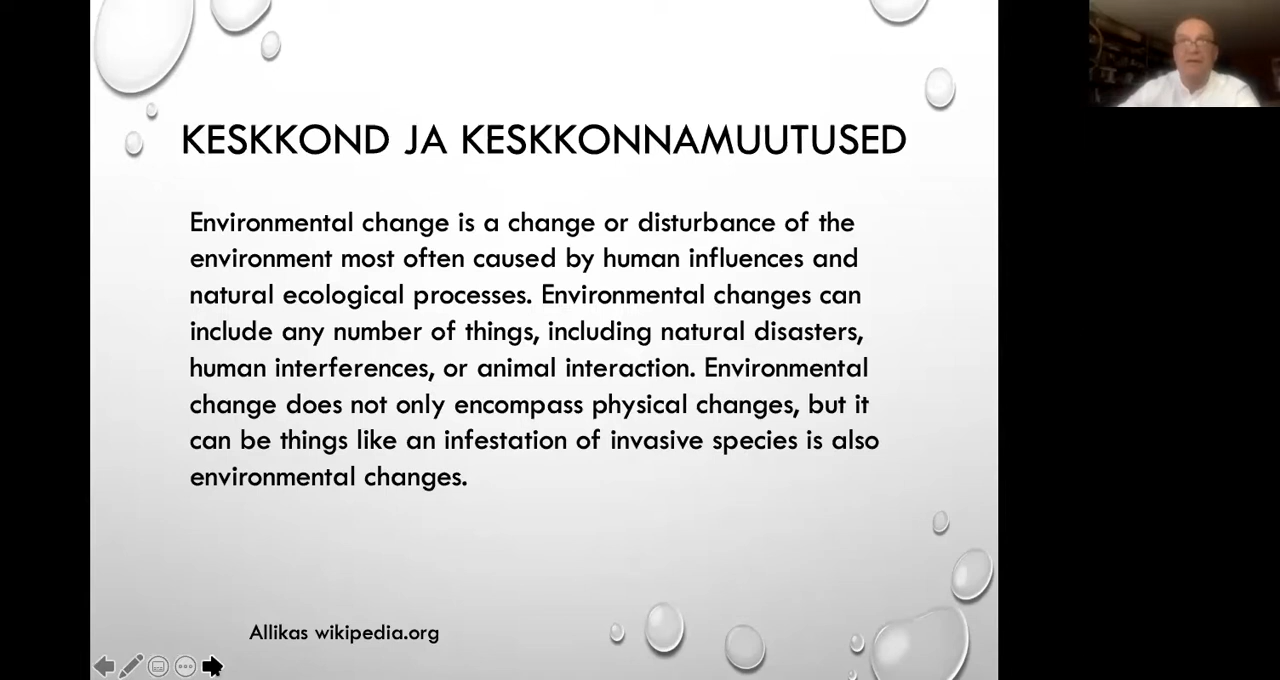 KESKKOND JA KESKKONNAMUUTUSED
Environmental change is a change or disturbance of the
environment most often caused by human influences and
natural ecological processes. Environmental changes can
include any number of things, including natural disasters,
human interferences, or animal interaction. Environmental
change does not only encompass physical changes, but it
can be things like an infestation of invasive species is also
environmental changes.
Allikas wikipedia.org